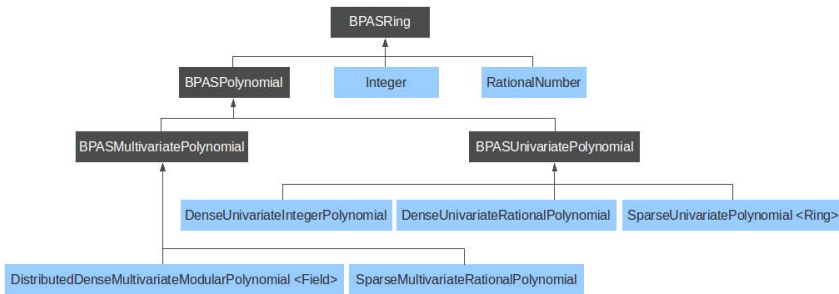 BPASRing
BPASPolynomial
Integer
RationalNumber
BPASMultivariatePolynomial
BPASUnivariatePolynomial
DenseUnivariateIntegerPolynomial
DenseUnivariateRationalPolynomial
SparseUnivariatePolynomial <Ring>
DistributedDenseMultivariateModularPolynomial <Field>
SparseMultivariateRationalPolynomial